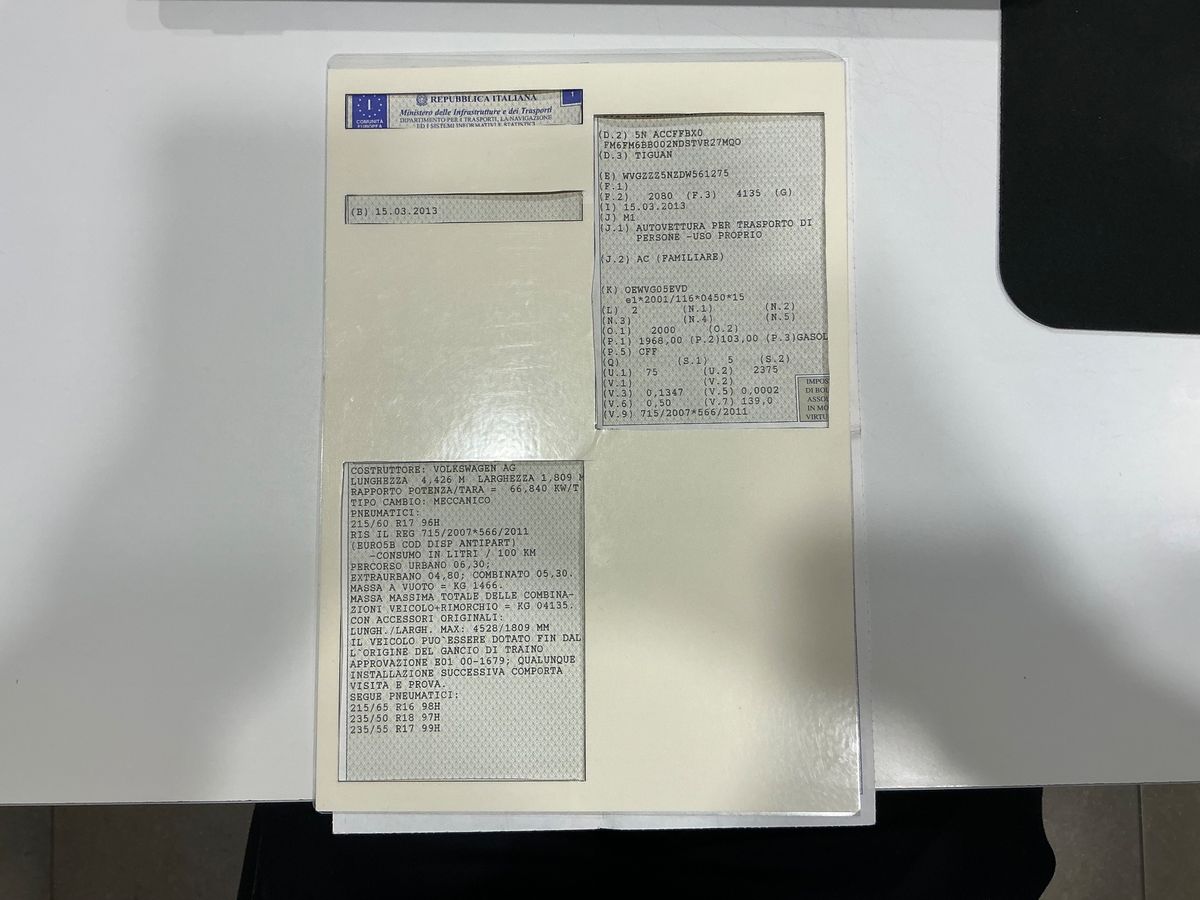 I
COMUNITÀ
EUROPEA
REPUBBLICA ITALIANA
Ministero delle Infrastrutture e dei Trasporti
DIPARTIMENTO PER I TRASPORTI, LA NAVIGAZIONE
ED I SISTEMI INFORMATIVI E STATISTICI
1
(B) 15.03.2013
COSTRUTTORE: VOLKSWAGEN AG
LUNGHEZZA 4,426 M LARGHEZZA 1,809 M
RAPPORTO POTENZA/TARA = 66,840 KW/T
TIPO CAMBIO: MECCANICO
PNEUMATICI:
215/60 R17 96H
RIS IL REG 715/2007*566/2011
(EURO5B COD DISP ANTIPART)
-CONSUMO IN LITRI / 100 KM
PERCORSO URBANO 06,30;
EXTRAURBANO 04,80; COMBINATO 05,30.
MASSA A VUOTO = KG 1466.
MASSA MASSIMA TOTALE DELLE COMBINA-
ZIONI VEICOLO+RIMORCHIO = KG 04135.
CON ACCESSORI ORIGINALI:
LUNGH./LARGH. MAX: 4528/1809 MM
IL VEICOLO PUO`ESSERE DOTATO FIN DAL
L`ORIGINE DEL GANCIO DI TRAINO
APPROVAZIONE E01 00-1679; QUALUNQUE
INSTALLAZIONE SUCCESSIVA COMPORTA
VISITA E PROVA.
SEGUE PNEUMATICI:
215/65 R16 98H
235/50 R18 97H
235/55 R17 99H
(D.2) 5N ACCFFBX0
FM6FM6BB002NDSTVR27MQO
(D.3) TIGUAN
(E) WVGZZZ5NZDW561275
(F.1)
(F.2) 2080 (F.3) 4135 (G)
(I) 15.03.2013
(J) M1
(J.1) AUTOVETTURA PER TRASPORTO DI
PERSONE -USO PROPRIO
(J.2) AC (FAMILIARE)
(K) OEWVG05EVD
e1*2001/116*0450*15
(L) 2 (N.1) (N.2)
(N.3) (N.4) (N.5)
(O.1) 2000 (O.2)
(P.1) 1968,00 (P.2)103,00 (P.3)GASOL
(P.5) CFF
(Q) (S.1) 5 (S.2)
(U.1) 75 (U.2) 2375
(V.1) (V.2)
(V.3) 0,1347 (V.5) 0,0002
(V.6) 0,50 (V.7) 139,0
(V.9) 715/2007*566/2011
IMPOS
DI BOL
ASSOL
IN MO
VIRTU